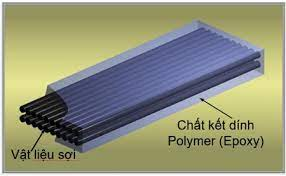 Chất kết dính
Polymer (Epoxy)
Vật liệu sợi